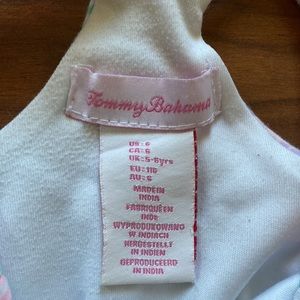 Tommy Bahama
US: 6
CA: 6
UK: 5-6yrs
EU: 116
AU: 6
MADE IN
INDIA
FABRIQUÉ EN
INDE
WYPRODUKOWANO
W INDIACH
HERGESTELLT
IN INDIEN
GEPRODUCEERD
IN INDIA